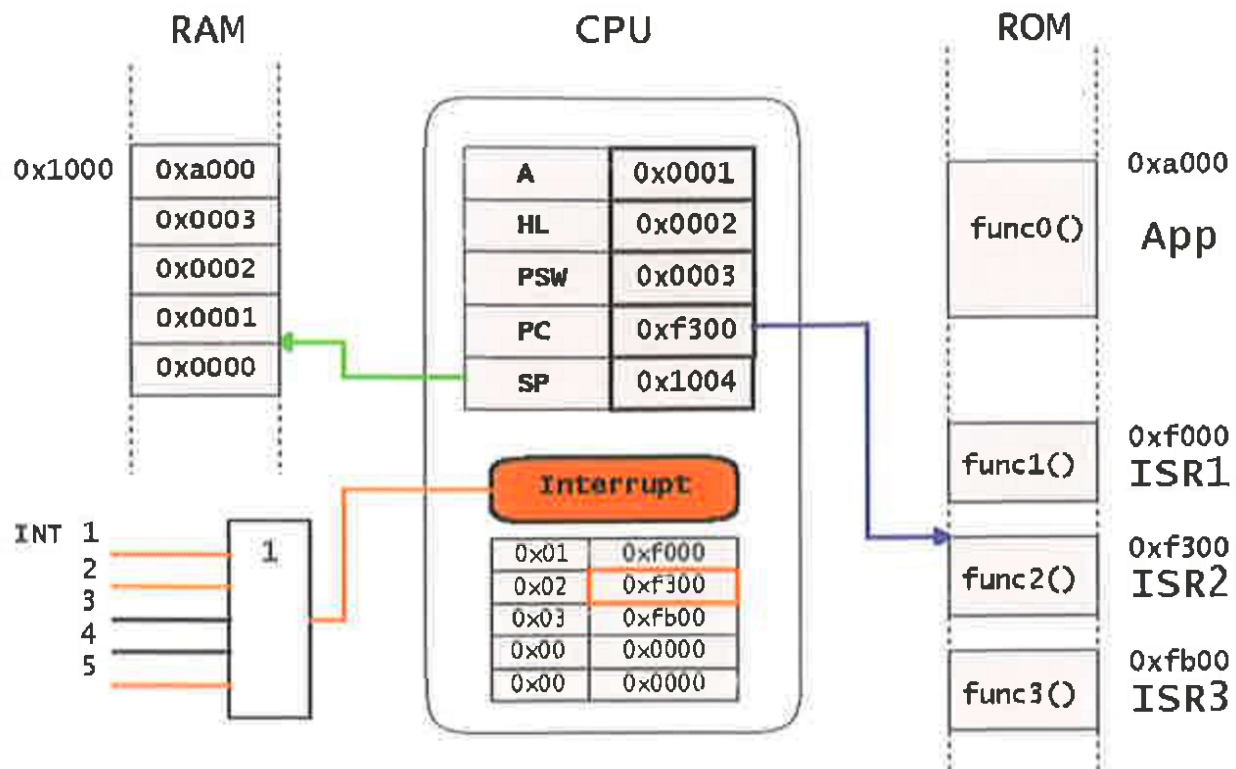 RAM
CPU
ROM
0x1000
0xa000
0x0003
0x0002
0x0001
0x0000
A 0x0001
HL 0x0002
PSW 0x0003
PC 0xf300
SP 0x1004
Interrupt
0x01 0xf000
0x02 0xf300
0x03 0xfb00
0x00 0x0000
0x00 0x0000
INT 1
2
3
4
5
1
0xa000
func0() App
0xf000
func1() ISR1
0xf300
func2() ISR2
0xfb00
func3() ISR3